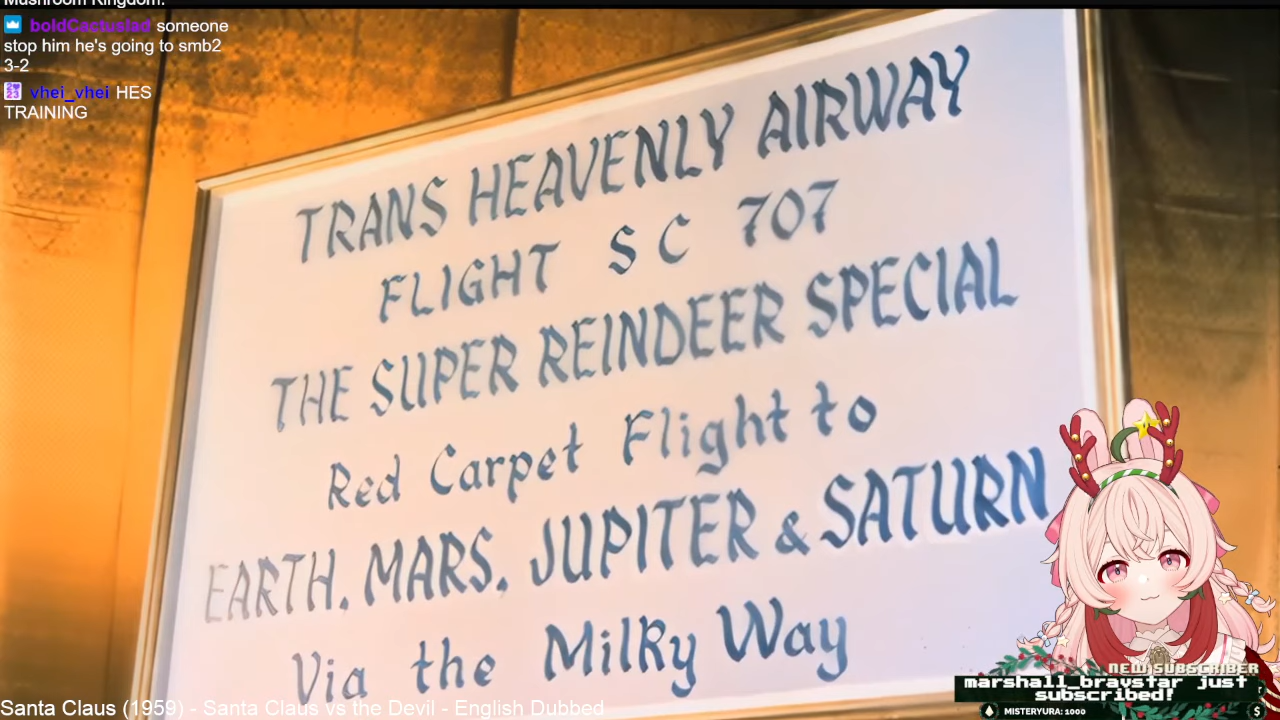 Mushroom Kingdom.
boldCactuslad someone
stop him he's going to smb2
3-2
vhei_vhei HES
TRAINING
TRANS HEAVENLY AIRWAY
FLIGHT SC 707
THE SUPER REINDEER SPECIAL
Red Carpet Flight to
EARTH. MARS. JUPITER & SATURN
Via the Milky Way
NEW SUBSCRIBER
marshall_bravstar just
subscribed!
MISTERYURA: 1000
$
Santa Claus (1959) - Santa Claus vs the Devil - English Dubbed